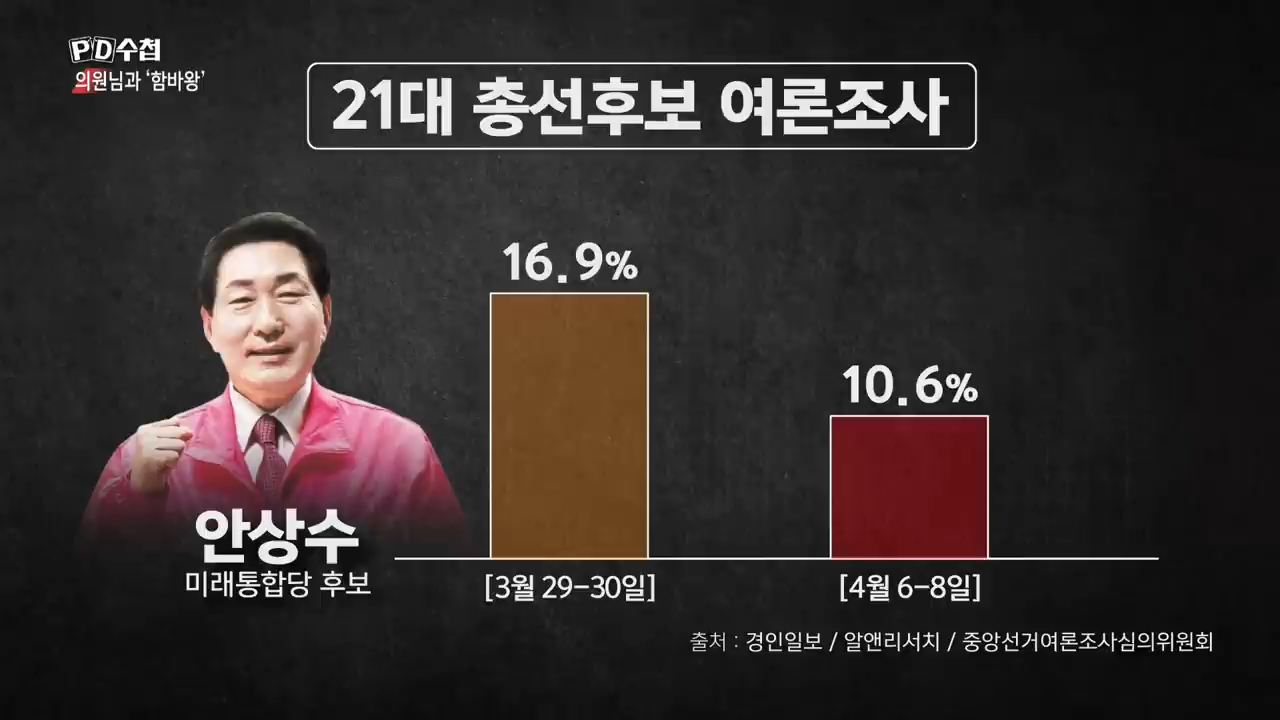 PD수첩
의원님과 '함바왕'
21대 총선후보 여론조사
16.9%
10.6%
안상수
미래통합당 후보
[3월 29-30일]
[4월 6-8일]
출처 : 경인일보 / 알앤리서치 / 중앙선거여론조사심의위원회